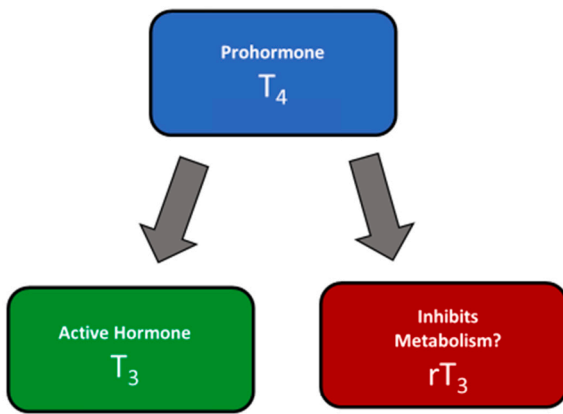 Prohormone
T₄
Active Hormone
T₃
Inhibits
Metabolism?
rT₃